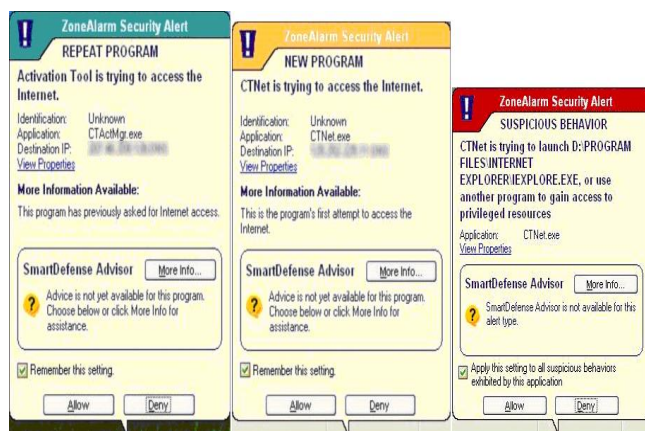 ZoneAlarm Security Alert
REPEAT PROGRAM
Activation Tool is trying to access the
Internet.
Identification: Unknown
Application: CTActMgr.exe
Destination IP:
View Properties
More Information Available:
This program has previously asked for Internet access.
SmartDefense Advisor More Info...
Advice is not yet available for this program.
Choose below or click More Info for
assistance.
Remember this setting.
Allow Deny
ZoneAlarm Security Alert
NEW PROGRAM
CTNet is trying to access the Internet.
Identification: Unknown
Application: CTNet.exe
Destination IP:
View Properties
More Information Available:
This is the program's first attempt to access the
Internet.
SmartDefense Advisor More Info...
Advice is not yet available for this program.
Choose below or click More Info for
assistance.
Remember this setting.
Allow Deny
ZoneAlarm Security Alert
SUSPICIOUS BEHAVIOR
CTNet is trying to launch D:\PROGRAM
FILES\INTERNET
EXPLORER\IEXPLORE.EXE, or use
another program to gain access to
privileged resources
Application: CTNet.exe
View Properties
SmartDefense Advisor More Info...
SmartDefense Advisor is not available for this
alert type.
Apply this setting to all suspicious behaviors
exhibited by this application
Allow Deny